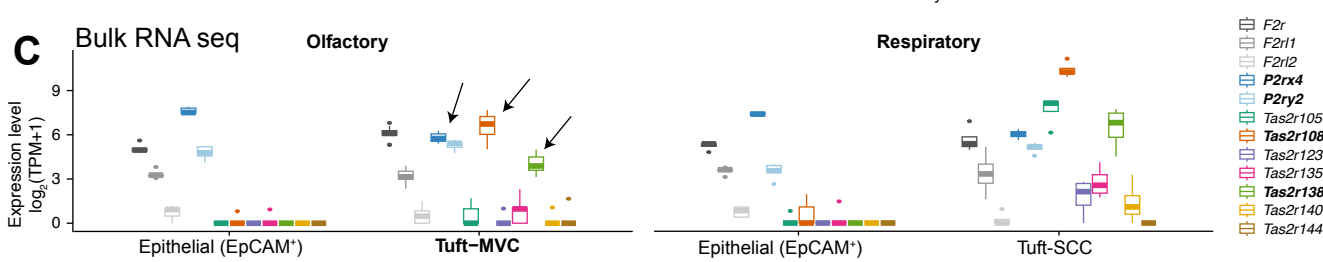 C
Bulk RNA seq
Olfactory
Respiratory
Expression level
log2(TPM+1)
9
6
3
0
Epithelial (EpCAM+)
Tuft−MVC
Epithelial (EpCAM+)
Tuft-SCC
F2r
F2rl1
F2rl2
P2rx4
P2ry2
Tas2r105
Tas2r108
Tas2r123
Tas2r135
Tas2r138
Tas2r140
Tas2r144